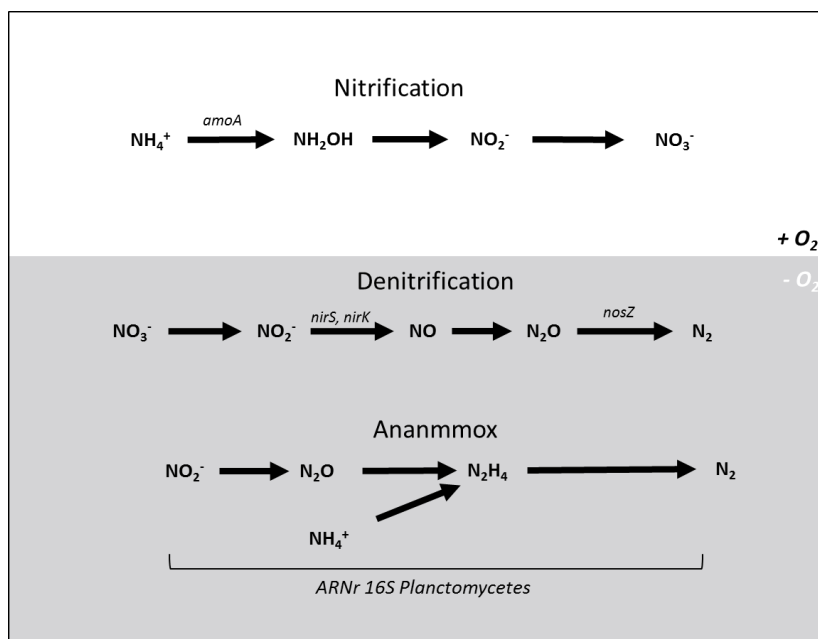 Nitrification
amoA
NH₄⁺ NH₂OH NO₂⁻ NO₃⁻
+ O₂
- O₂
Denitrification
nirS, nirK nosZ
NO₃⁻ NO₂⁻ NO N₂O N₂
Ananmmox
NO₂⁻ N₂O N₂H₄ N₂
NH₄⁺
ARNr 16S Planctomycetes